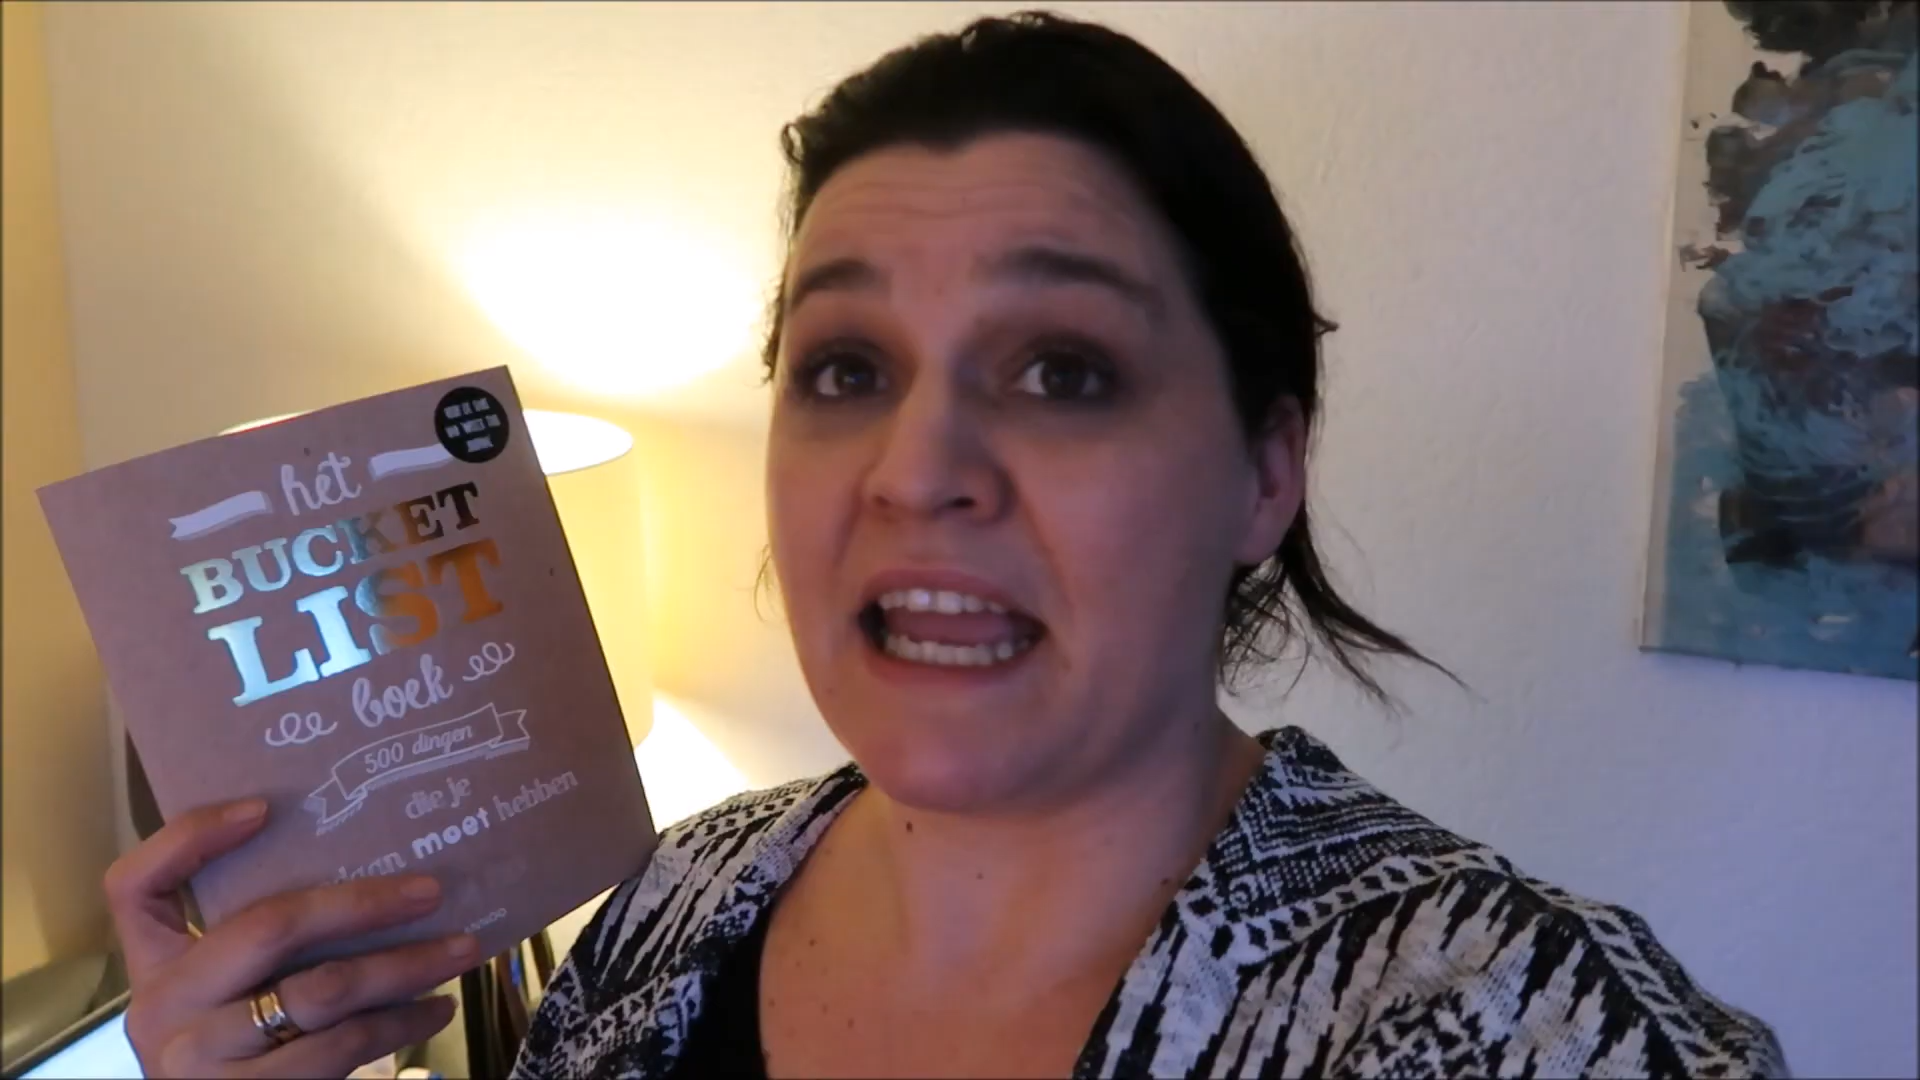 het
BUCKET
LIST
boek
500 dingen
die je
moet hebben